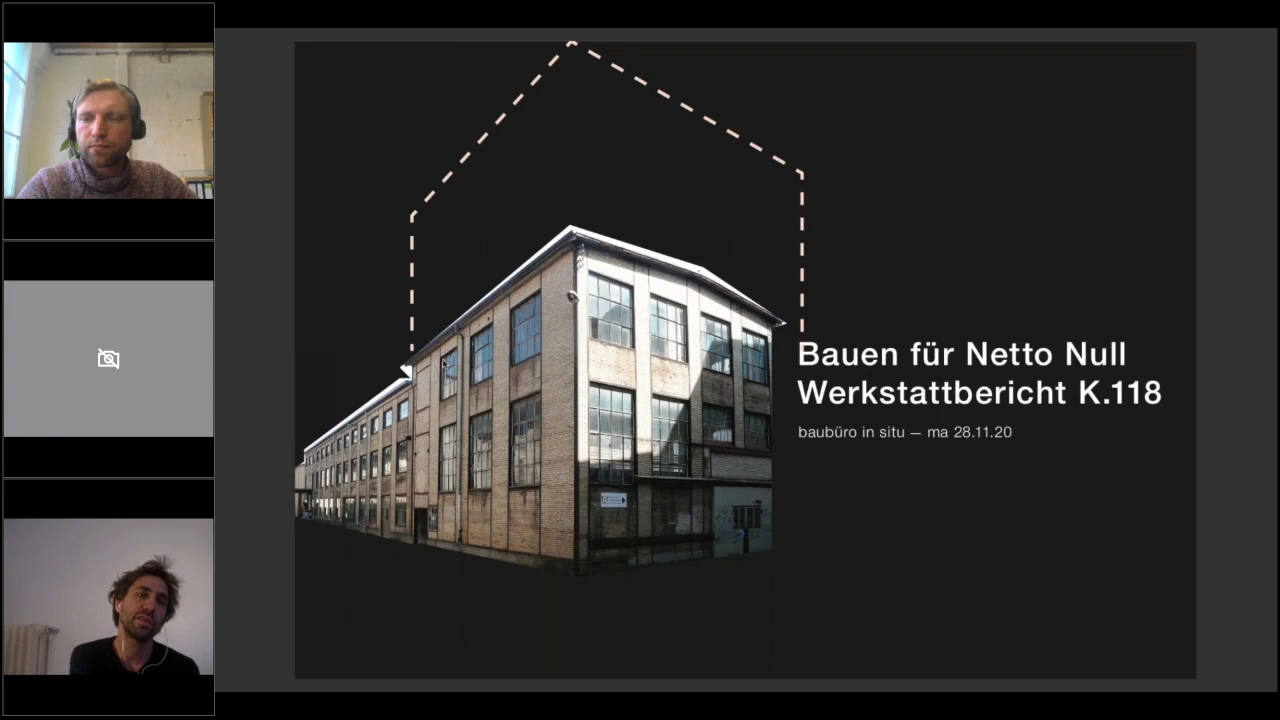 Bauen für Netto Null
Werkstattbericht K.118
baubüro in situ – ma 28.11.20